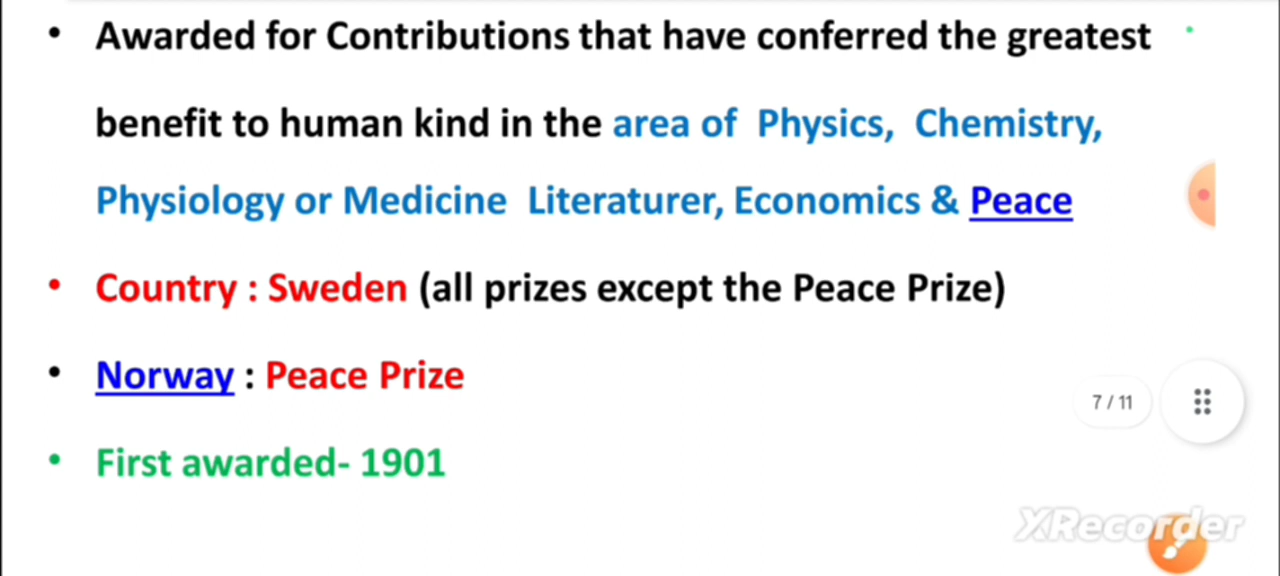 • Awarded for Contributions that have conferred the greatest
benefit to human kind in the area of Physics, Chemistry,
Physiology or Medicine Literaturer, Economics & Peace
• Country : Sweden (all prizes except the Peace Prize)
• Norway : Peace Prize
7 / 11
• First awarded- 1901
XRecorder